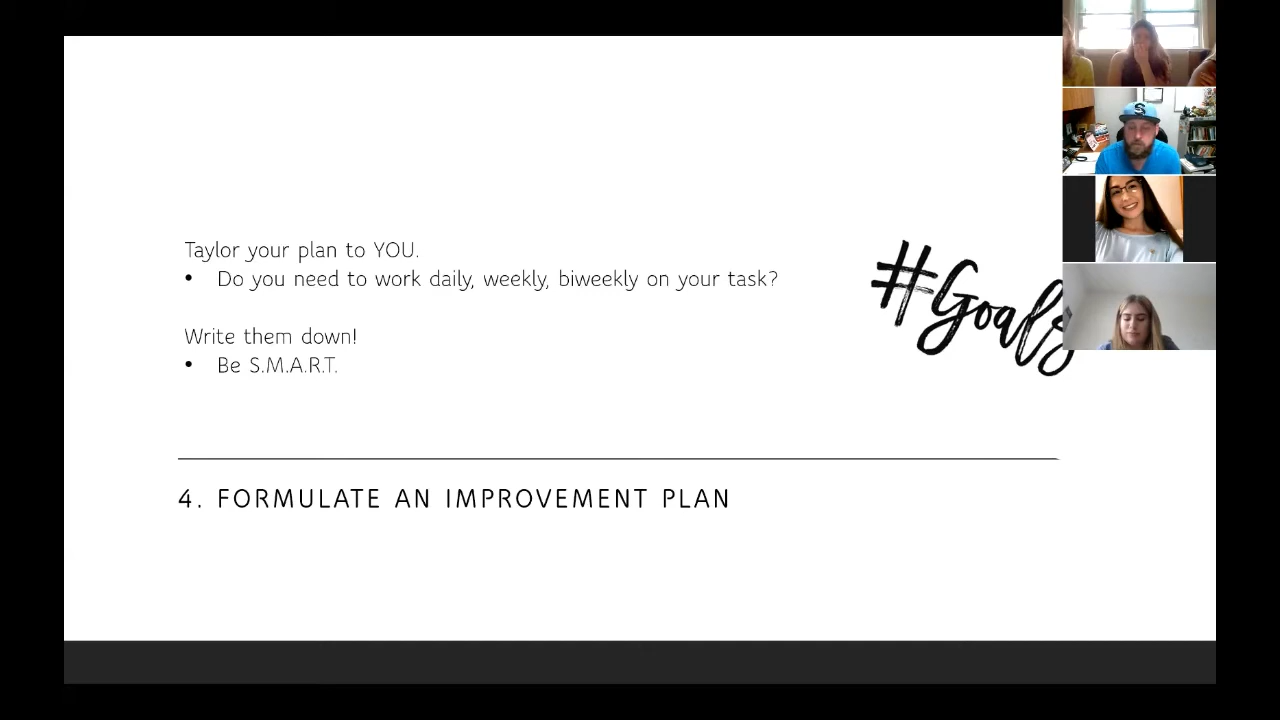 Taylor your plan to YOU.
• Do you need to work daily, weekly, biweekly on your task?
Write them down!
• Be S.M.A.R.T.
#Goals
4. FORMULATE AN IMPROVEMENT PLAN
S